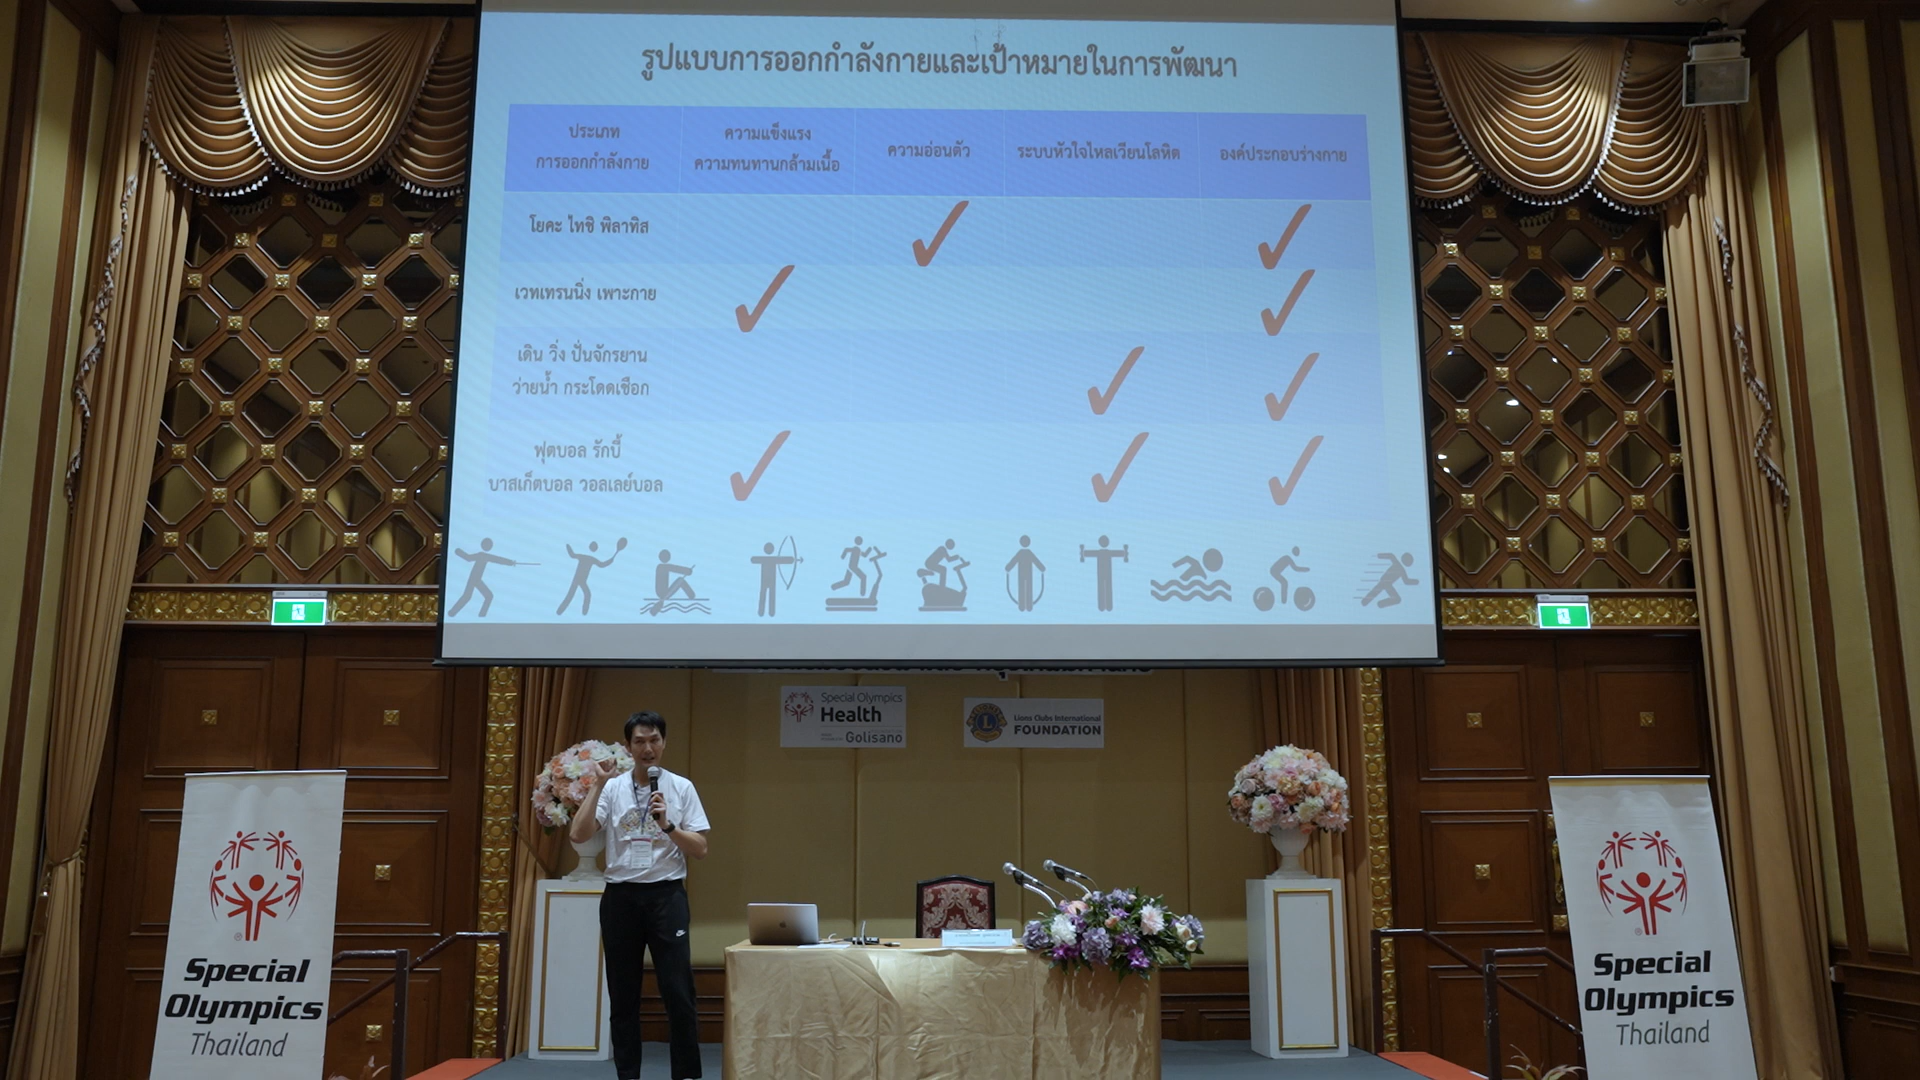 รูปแบบการออกกำลังกายและเป้าหมายในการพัฒนา
ประเภท
การออกกำลังกาย
ความแข็งแรง
ความทนทานกล้ามเนื้อ
ความอ่อนตัว
ระบบหัวใจไหลเวียนโลหิต
องค์ประกอบร่างกาย
โยคะ ไทชิ พิลาทิส
เวทเทรนนิ่ง เพาะกาย
เดิน วิ่ง ปั่นจักรยาน
ว่ายน้ำ กระโดดเชือก
ฟุตบอล รักบี้
บาสเก็ตบอล วอลเลย์บอล
Special Olympics
Health
Golisano
Lions Clubs International
FOUNDATION
Special
Olympics
Thailand
Special
Olympics
Thailand